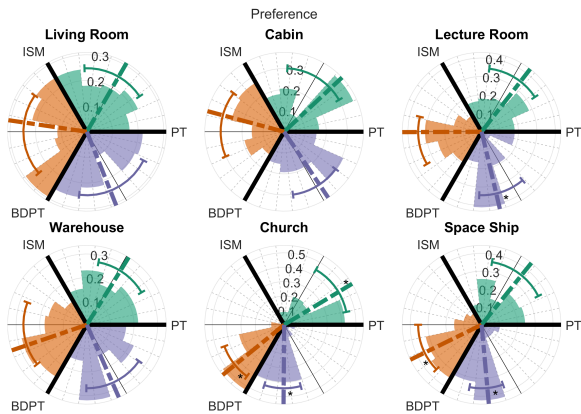 Preference
Living Room
ISM
0.3
0.2
0.1
PT
BDPT
Cabin
ISM
0.3
0.2
0.1
PT
BDPT
Lecture Room
ISM
0.4
0.3
0.2
0.1
PT
BDPT
*
Warehouse
ISM
0.3
0.2
0.1
PT
BDPT
Church
ISM
0.5
0.4
0.3
0.2
0.1
PT
BDPT
*
*
*
Space Ship
ISM
0.4
0.3
0.2
0.1
PT
BDPT
*
*